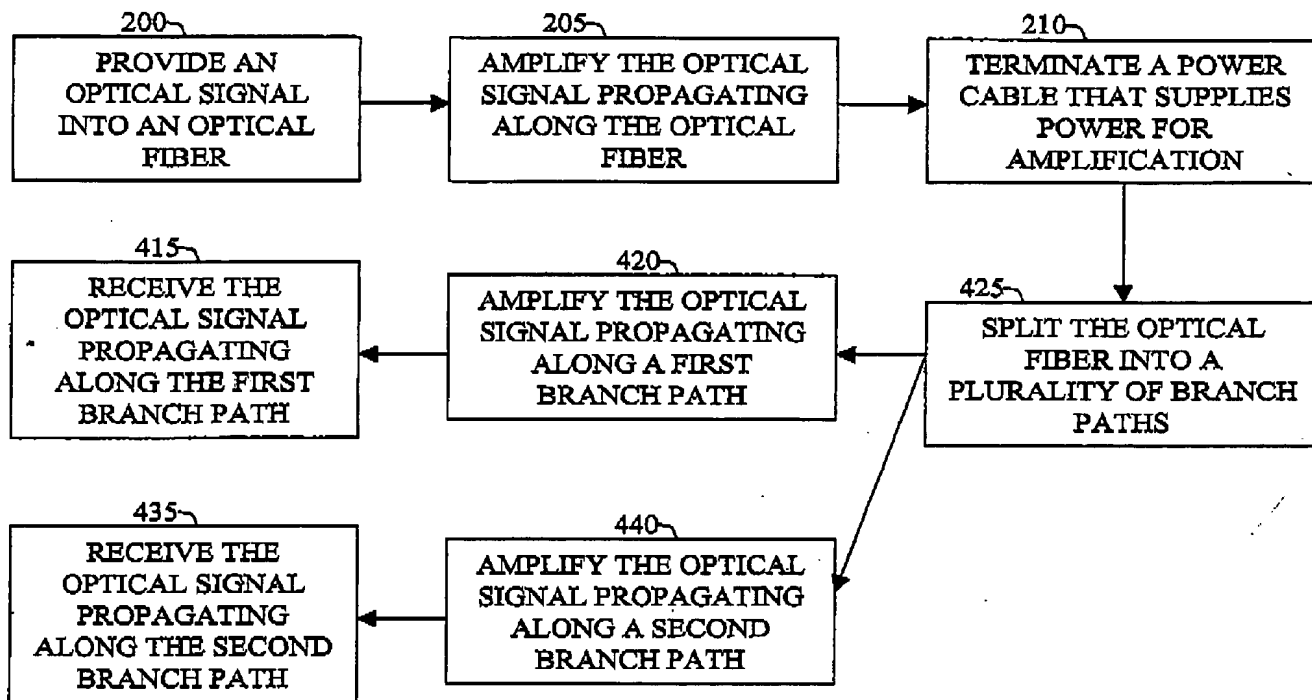 200
PROVIDE AN
OPTICAL SIGNAL
INTO AN OPTICAL
FIBER
205
AMPLIFY THE OPTICAL
SIGNAL PROPAGATING
ALONG THE OPTICAL
FIBER
210
TERMINATE A POWER
CABLE THAT SUPPLIES
POWER FOR
AMPLIFICATION
415
RECEIVE THE
OPTICAL SIGNAL
PROPAGATING
ALONG THE FIRST
BRANCH PATH
420
AMPLIFY THE OPTICAL
SIGNAL PROPAGATING
ALONG A FIRST
BRANCH PATH
425
SPLIT THE OPTICAL
FIBER INTO A
PLURALITY OF BRANCH
PATHS
435
RECEIVE THE
OPTICAL SIGNAL
PROPAGATING
ALONG THE SECOND
BRANCH PATH
440
AMPLIFY THE OPTICAL
SIGNAL PROPAGATING
ALONG A SECOND
BRANCH PATH